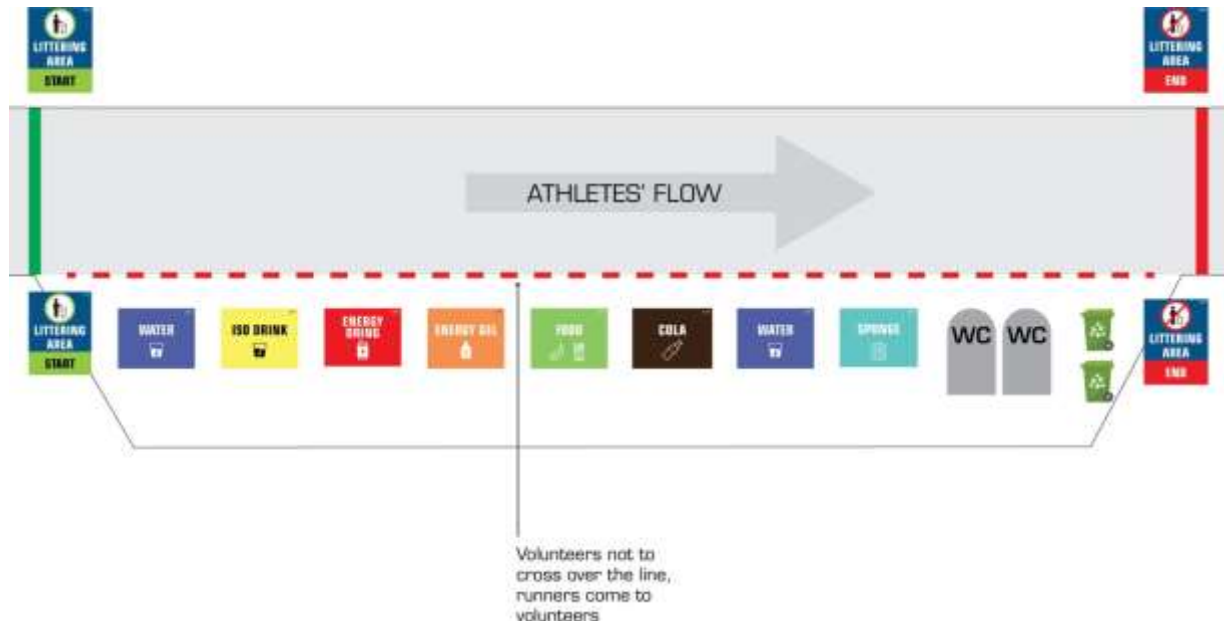 LITTERING
AREA
START
LITTERING
AREA
END
ATHLETES' FLOW
LITTERING
AREA
START
WATER
ISO DRINK
ENERGY
DRING
ENERGY GEL
FOOD
COLA
WATER
SPONGE
WC
WC
LITTERING
AREA
END
Volunteers not to
cross over the line,
runners come to
volunteers